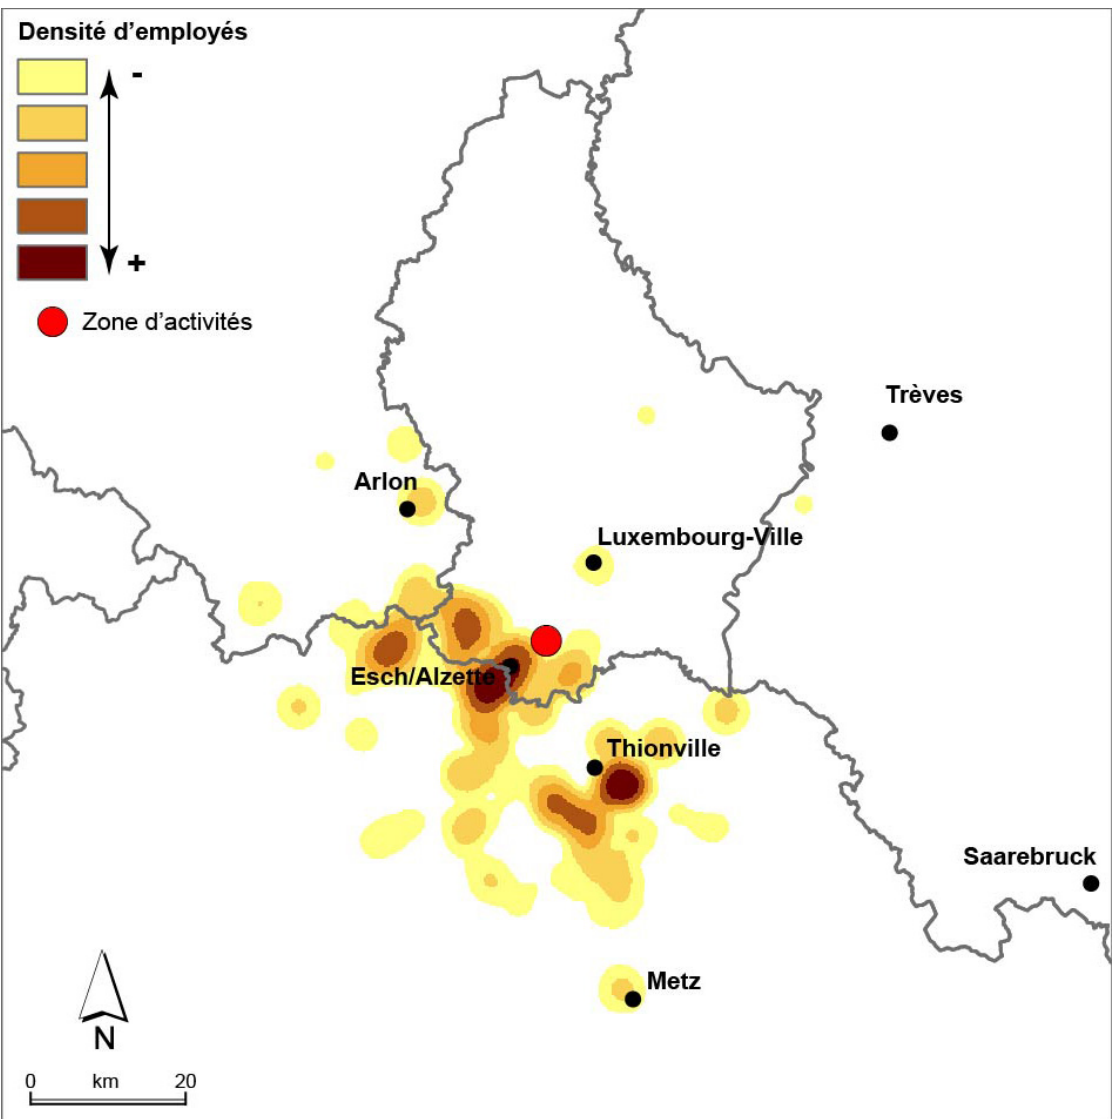 Densité d'employés
-
+
Zone d'activités
Trèves
Arlon
Luxembourg-Ville
Esch/Alzette
Thionville
Saarebruck
Metz
N
0 km 20